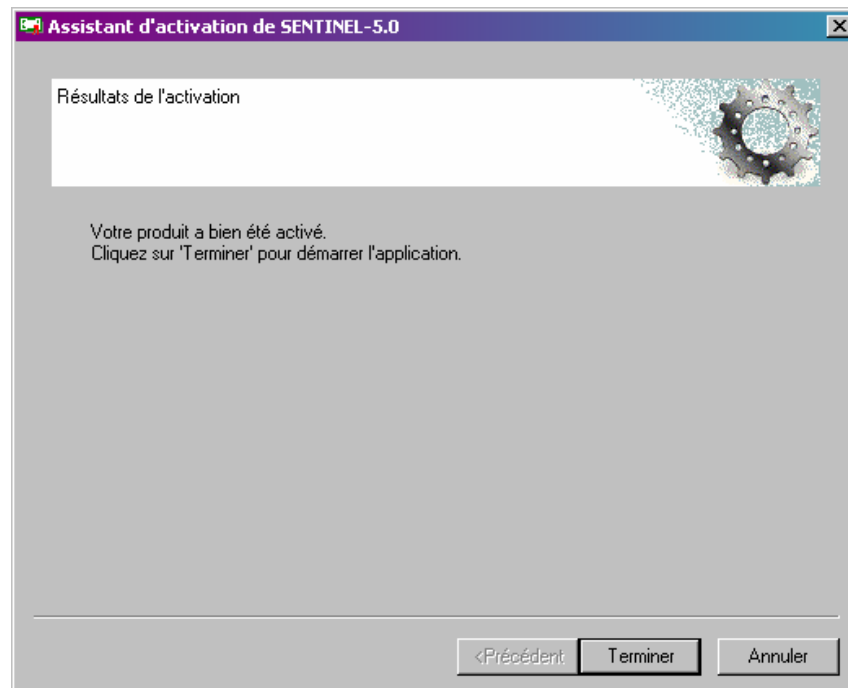 Assistant d'activation de SENTINEL-5.0
Résultats de l'activation
Votre produit a bien été activé.
Cliquez sur 'Terminer' pour démarrer l'application.
<Précédent
Terminer
Annuler